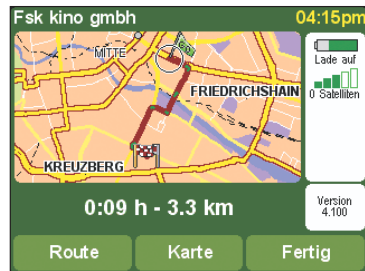 Fsk kino gmbh 04:15pm
MITTE
Go
FRIEDRICHSHAIN
KREUZBERG
Lade auf
0 Satelliten
0:09 h - 3.3 km
Version
4.100
Route Karte Fertig